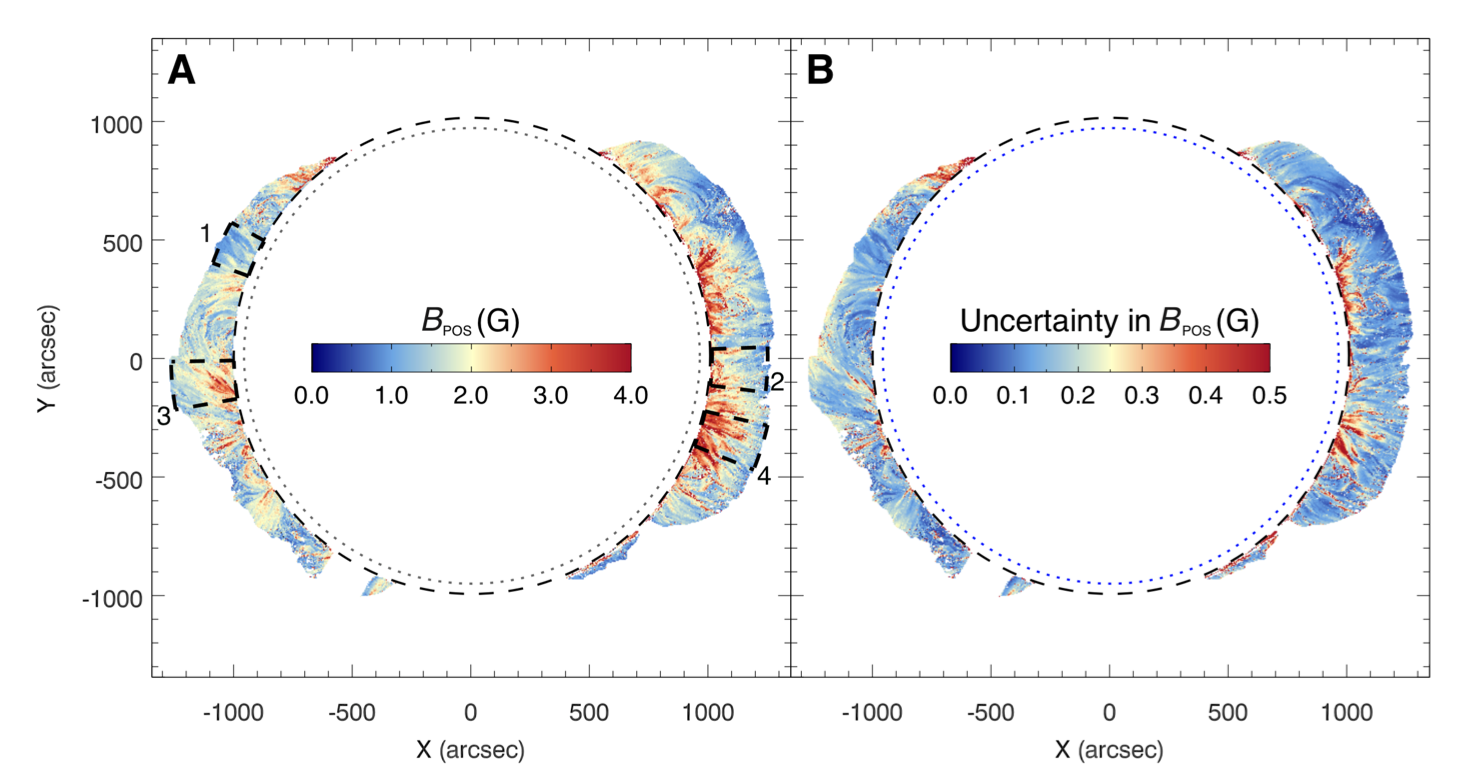 A
B
1000
500
0
-500
-1000
Y (arcsec)
1
2
3
4
BPOS (G)
0.0 1.0 2.0 3.0 4.0
Uncertainty in BPOS (G)
0.0 0.1 0.2 0.3 0.4 0.5
-1000 -500 0 500 1000
-1000 -500 0 500 1000
X (arcsec)
X (arcsec)